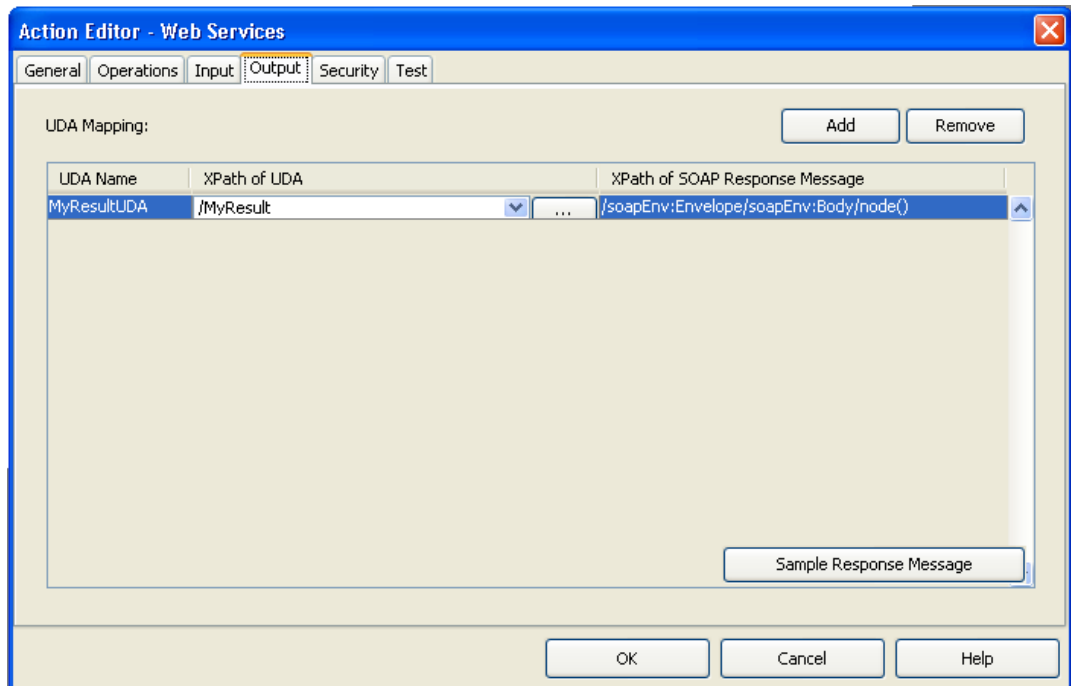 Action Editor - Web Services
General Operations Input Output Security Test
UDA Mapping: Add Remove
UDA Name XPath of UDA XPath of SOAP Response Message
MyResultUDA /MyResult ... /soapEnv:Envelope/soapEnv:Body/node()
Sample Response Message
OK Cancel Help